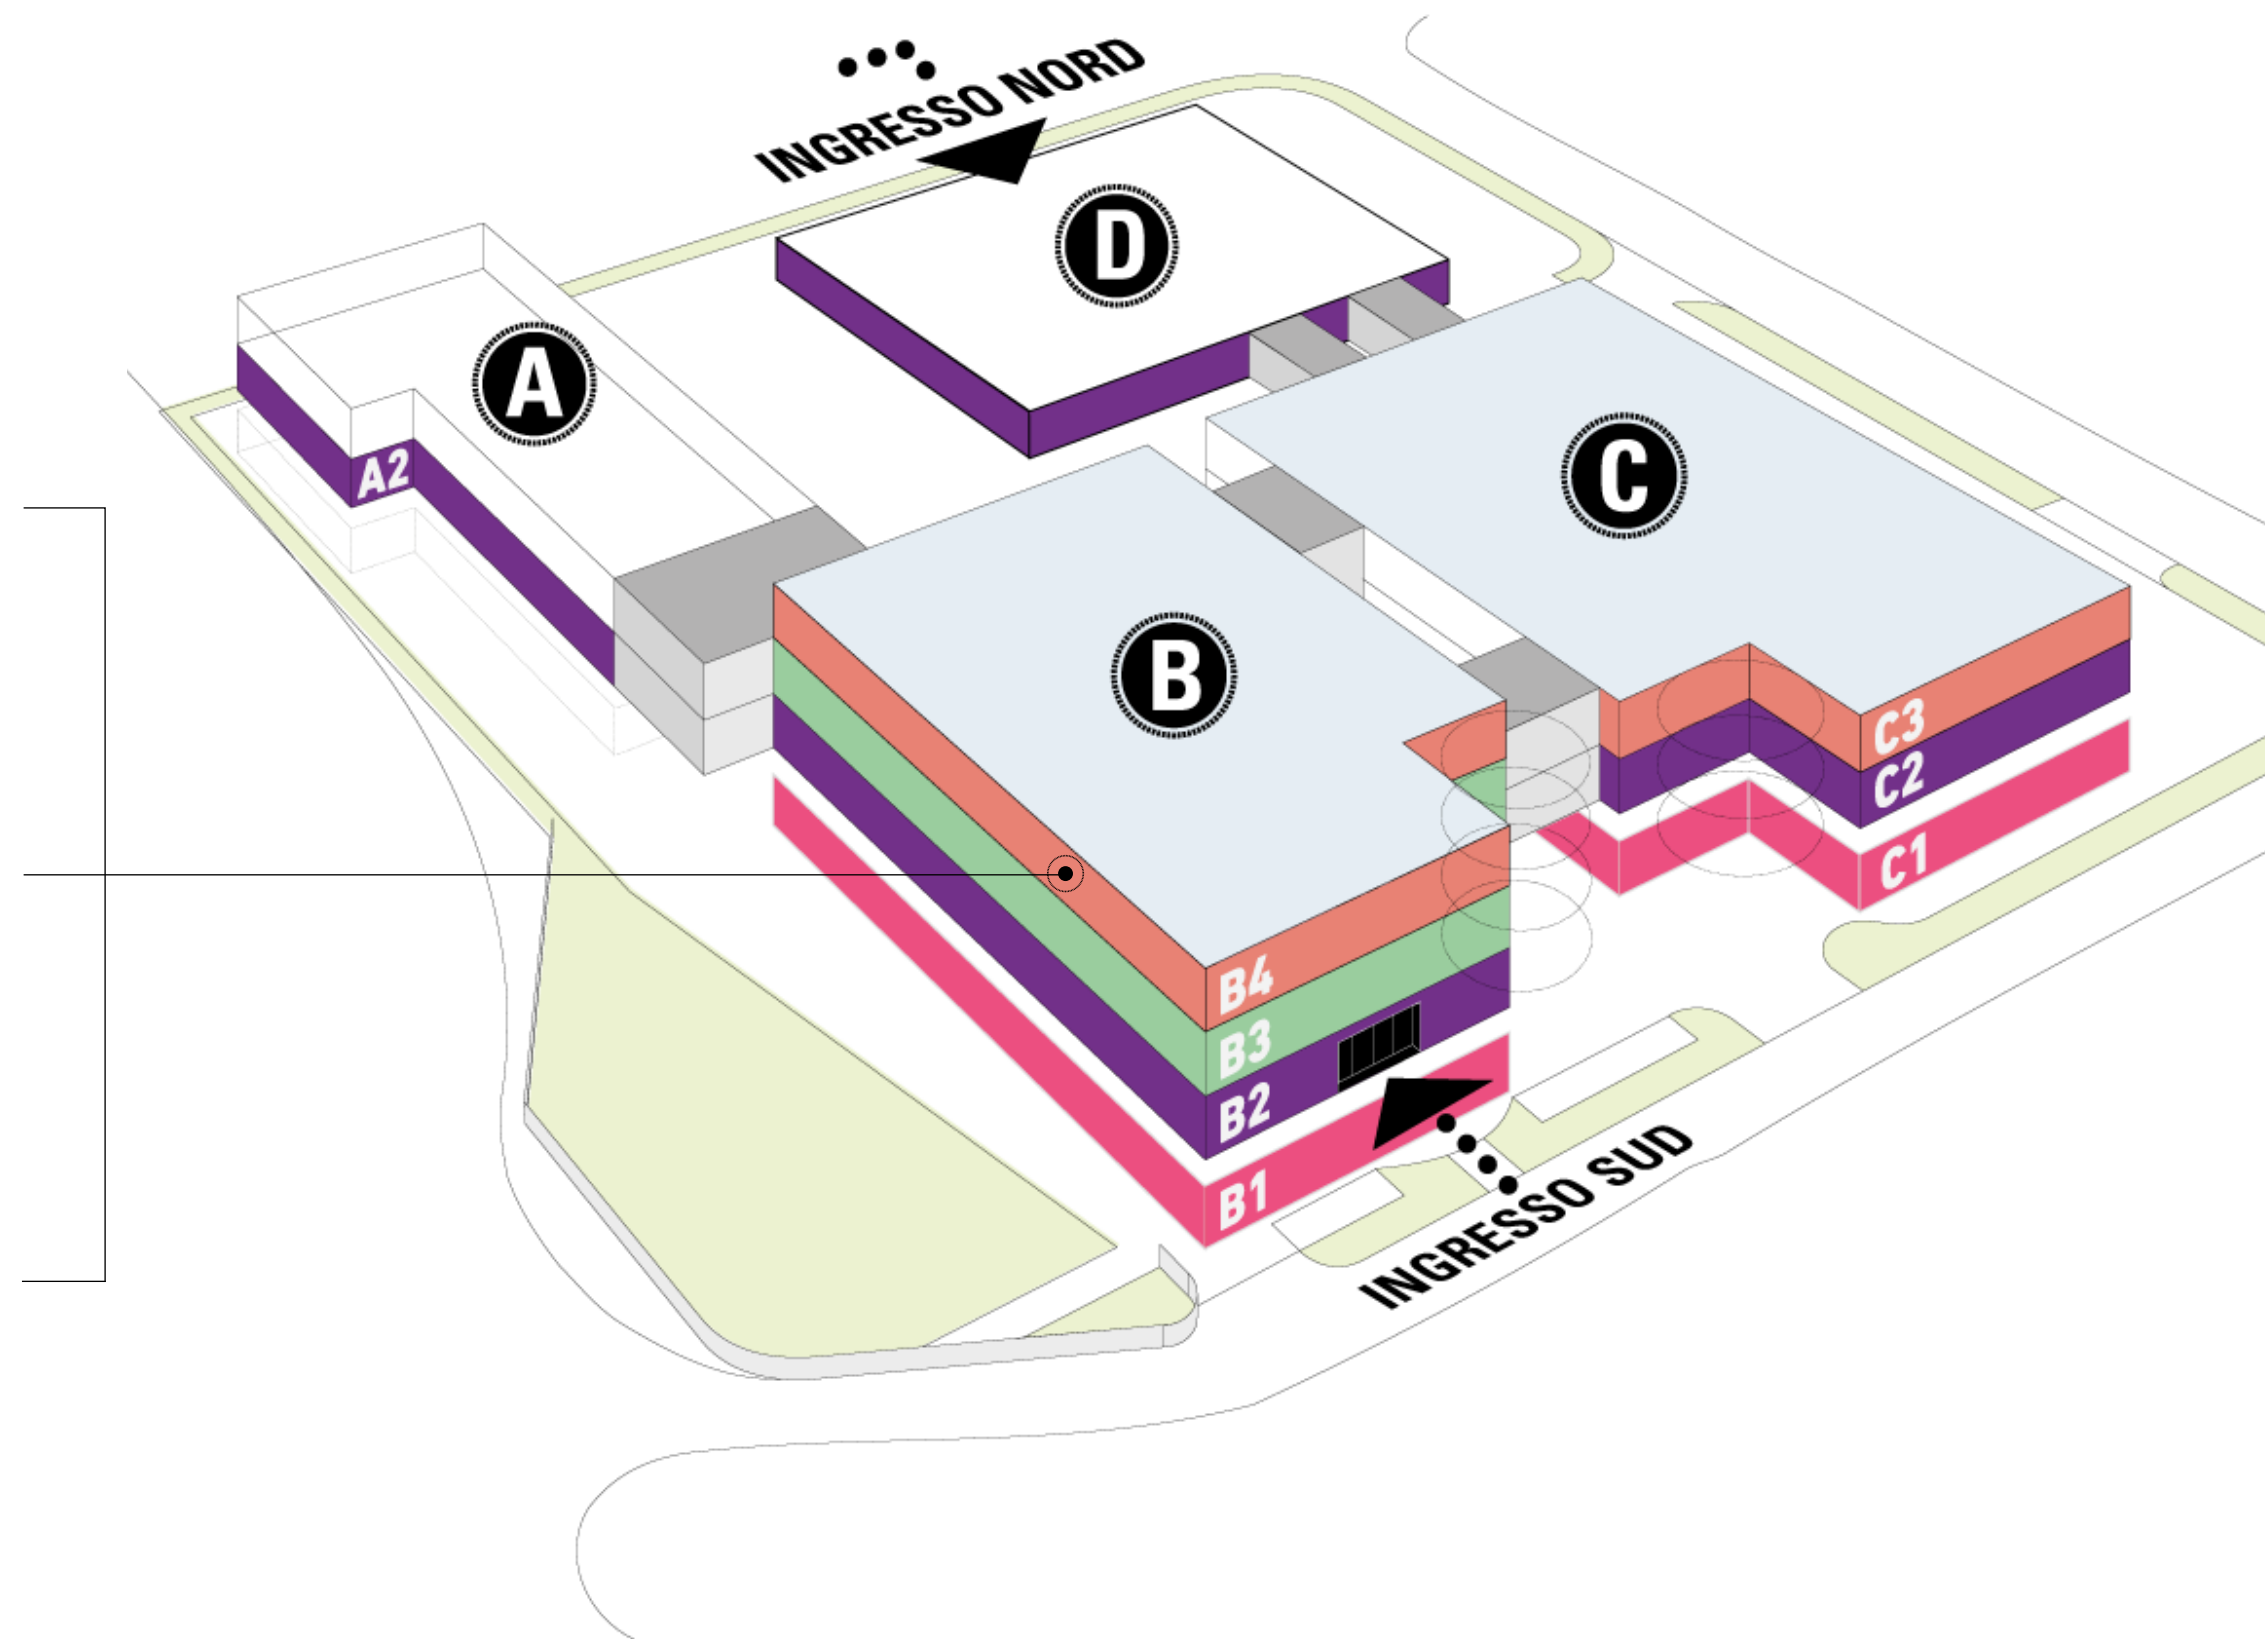 INGRESSO NORD
D
A
C
A2
B
C3
C2
C1
B4
B3
B2
B1
INGRESSO SUD